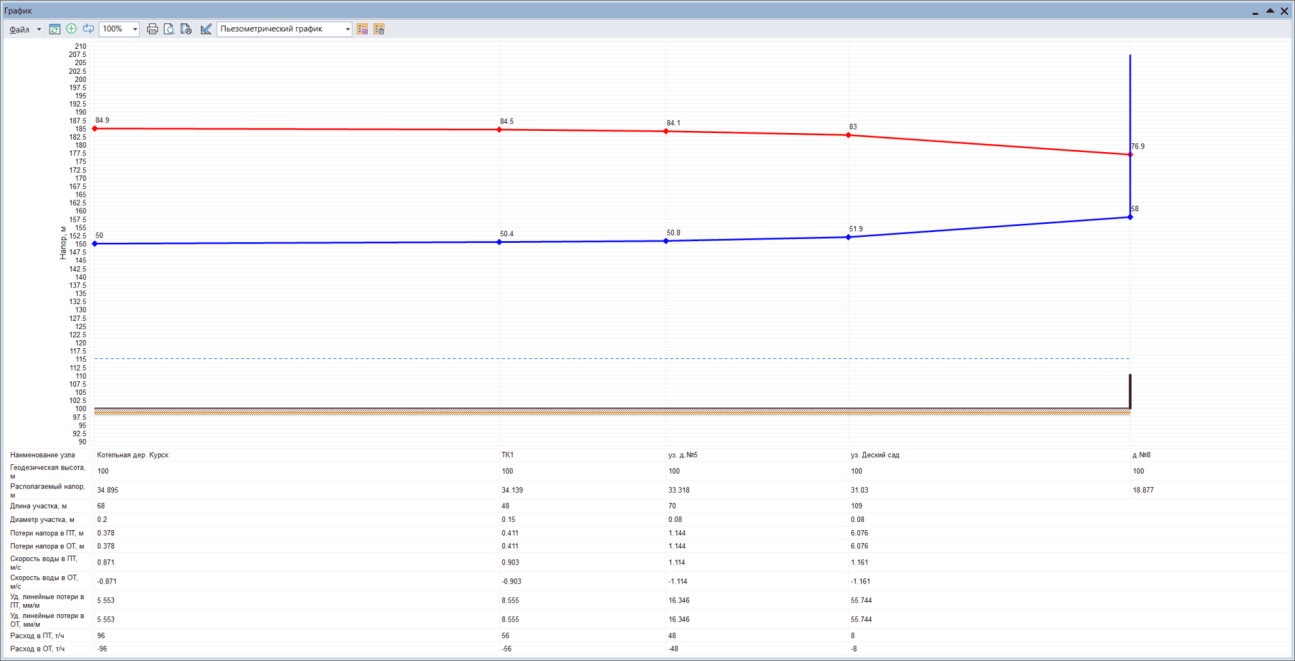 График
Файл 100% Пьезометрический график
210
207.5
205
202.5
200
197.5
195
192.5
190
187.5
185
182.5
180
177.5
175
172.5
170
167.5
165
162.5
160
157.5
155
152.5
150
147.5
145
142.5
140
137.5
135
132.5
130
127.5
125
122.5
120
117.5
115
112.5
110
107.5
105
102.5
100
97.5
95
92.5
90
Напор, м
84.9 84.5 84.1 83 76.9
50 50.4 50.8 51.9 58
Наименование узла Котельная дер. Курск ТК1 уз. д.№5 уз. Деский сад д.№8
Геодезическая высота,
м 100 100 100 100 100
Располагаемый напор,
м 34.895 34.139 33.318 31.03 18.877
Длина участка, м 68 48 70 109
Диаметр участка, м 0.2 0.15 0.08 0.08
Потери напора в ПТ, м 0.378 0.411 1.144 6.076
Потери напора в ОТ, м 0.378 0.411 1.144 6.076
Скорость воды в ПТ,
м/с 0.871 0.903 1.114 1.161
Скорость воды в ОТ,
м/с -0.871 -0.903 -1.114 -1.161
Уд. линейные потери в
ПТ, мм/м 5.553 8.555 16.346 55.744
Уд. линейные потери в
ОТ, мм/м 5.553 8.555 16.346 55.744
Расход в ПТ, т/ч 96 56 48 8
Расход в ОТ, т/ч -96 -56 -48 -8